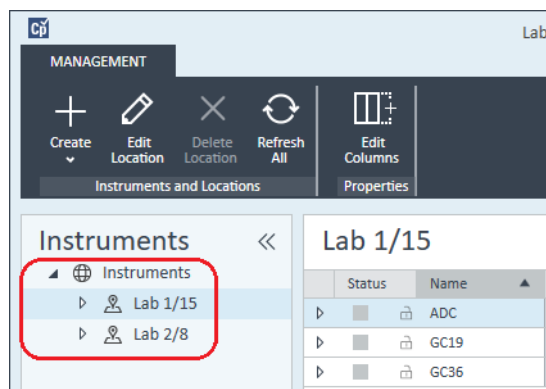 Cp
Lab
MANAGEMENT
Create
Edit
Location
Delete
Location
Refresh
All
Edit
Columns
Instruments and Locations
Properties
Instruments
Lab 1/15
Instruments
Lab 1/15
Lab 2/8
Status
Name
ADC
GC19
GC36